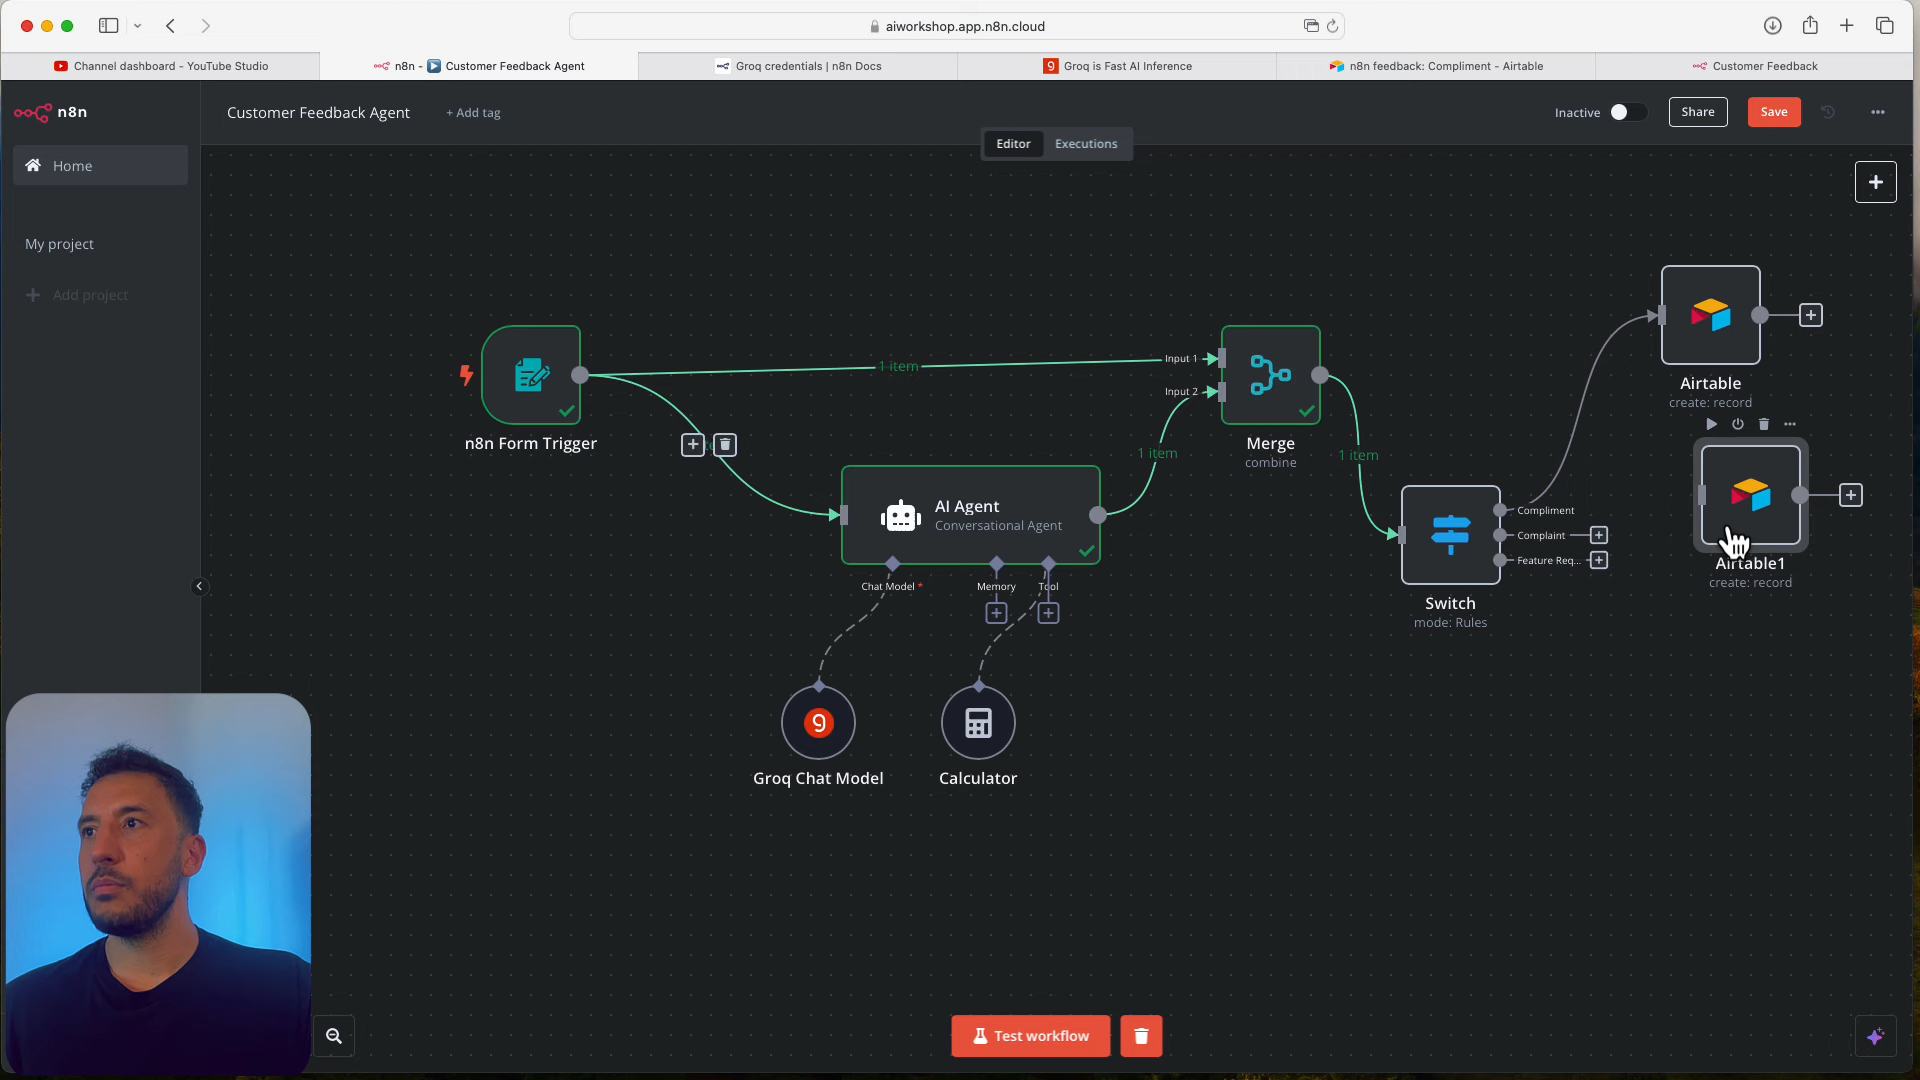 aiworkshop.app.n8n.cloud
Channel dashboard - YouTube Studio
n8n - ▶ Customer Feedback Agent
Groq credentials | n8n Docs
Groq is Fast AI Inference
n8n feedback: Compliment - Airtable
Customer Feedback
n8n
Customer Feedback Agent
+ Add tag
Inactive
Share
Save
Editor
Executions
Home
My project
Add project
n8n Form Trigger
1 item
Input 1
Input 2
Merge
combine
AI Agent
Conversational Agent
Chat Model *
Memory
Tool
1 item
1 item
Groq Chat Model
Calculator
Switch
mode: Rules
Compliment
Complaint
Feature Req...
Airtable
create: record
Airtable1
create: record
Test workflow